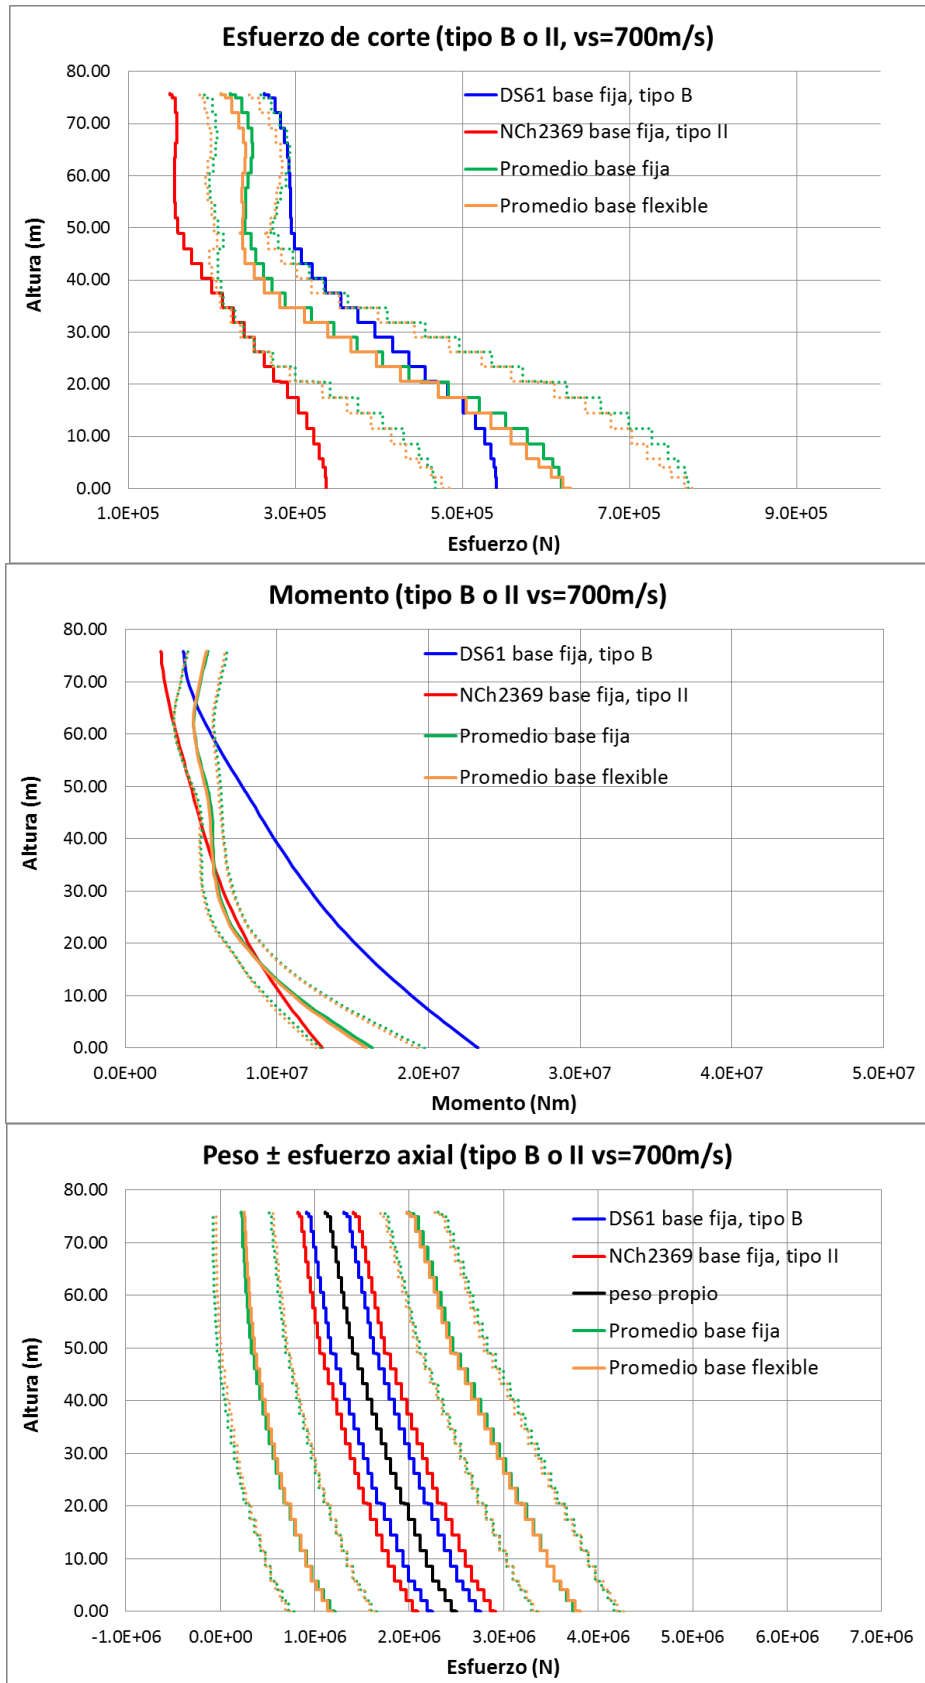 Esfuerzo de corte (tipo B o II, vs=700m/s)
80.00
70.00
60.00
50.00
40.00
30.00
20.00
10.00
0.00
Altura (m)
DS61 base fija, tipo B
NCh2369 base fija, tipo II
Promedio base fija
Promedio base flexible
1.0E+05
3.0E+05
5.0E+05
7.0E+05
9.0E+05
Esfuerzo (N)
Momento (tipo B o II vs=700m/s)
80.00
70.00
60.00
50.00
40.00
30.00
20.00
10.00
0.00
Altura (m)
DS61 base fija, tipo B
NCh2369 base fija, tipo II
Promedio base fija
Promedio base flexible
0.0E+00
1.0E+07
2.0E+07
3.0E+07
4.0E+07
5.0E+07
Momento (Nm)
Peso ± esfuerzo axial (tipo B o II vs=700m/s)
80.00
70.00
60.00
50.00
40.00
30.00
20.00
10.00
0.00
Altura (m)
DS61 base fija, tipo B
NCh2369 base fija, tipo II
peso propio
Promedio base fija
Promedio base flexible
-1.0E+06
0.0E+00
1.0E+06
2.0E+06
3.0E+06
4.0E+06
5.0E+06
6.0E+06
7.0E+06
Esfuerzo (N)